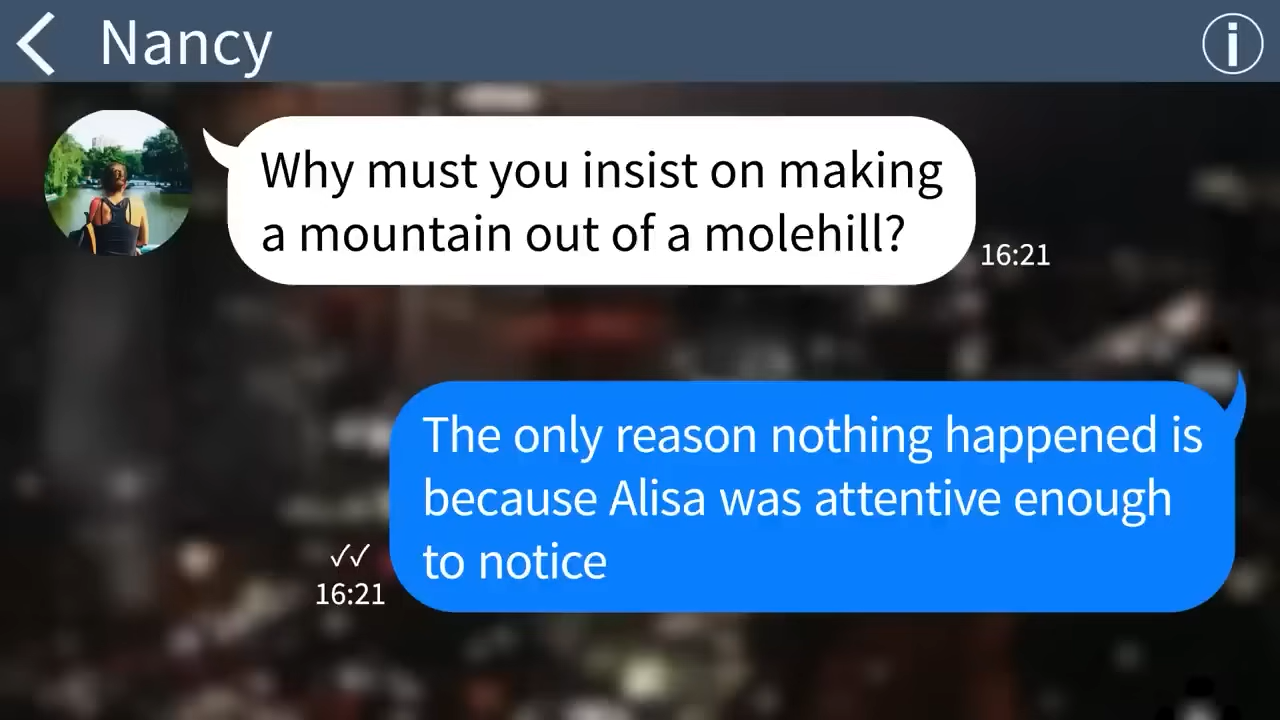 Nancy
Why must you insist on making
a mountain out of a molehill?
16:21
The only reason nothing happened is
because Alisa was attentive enough
to notice
16:21